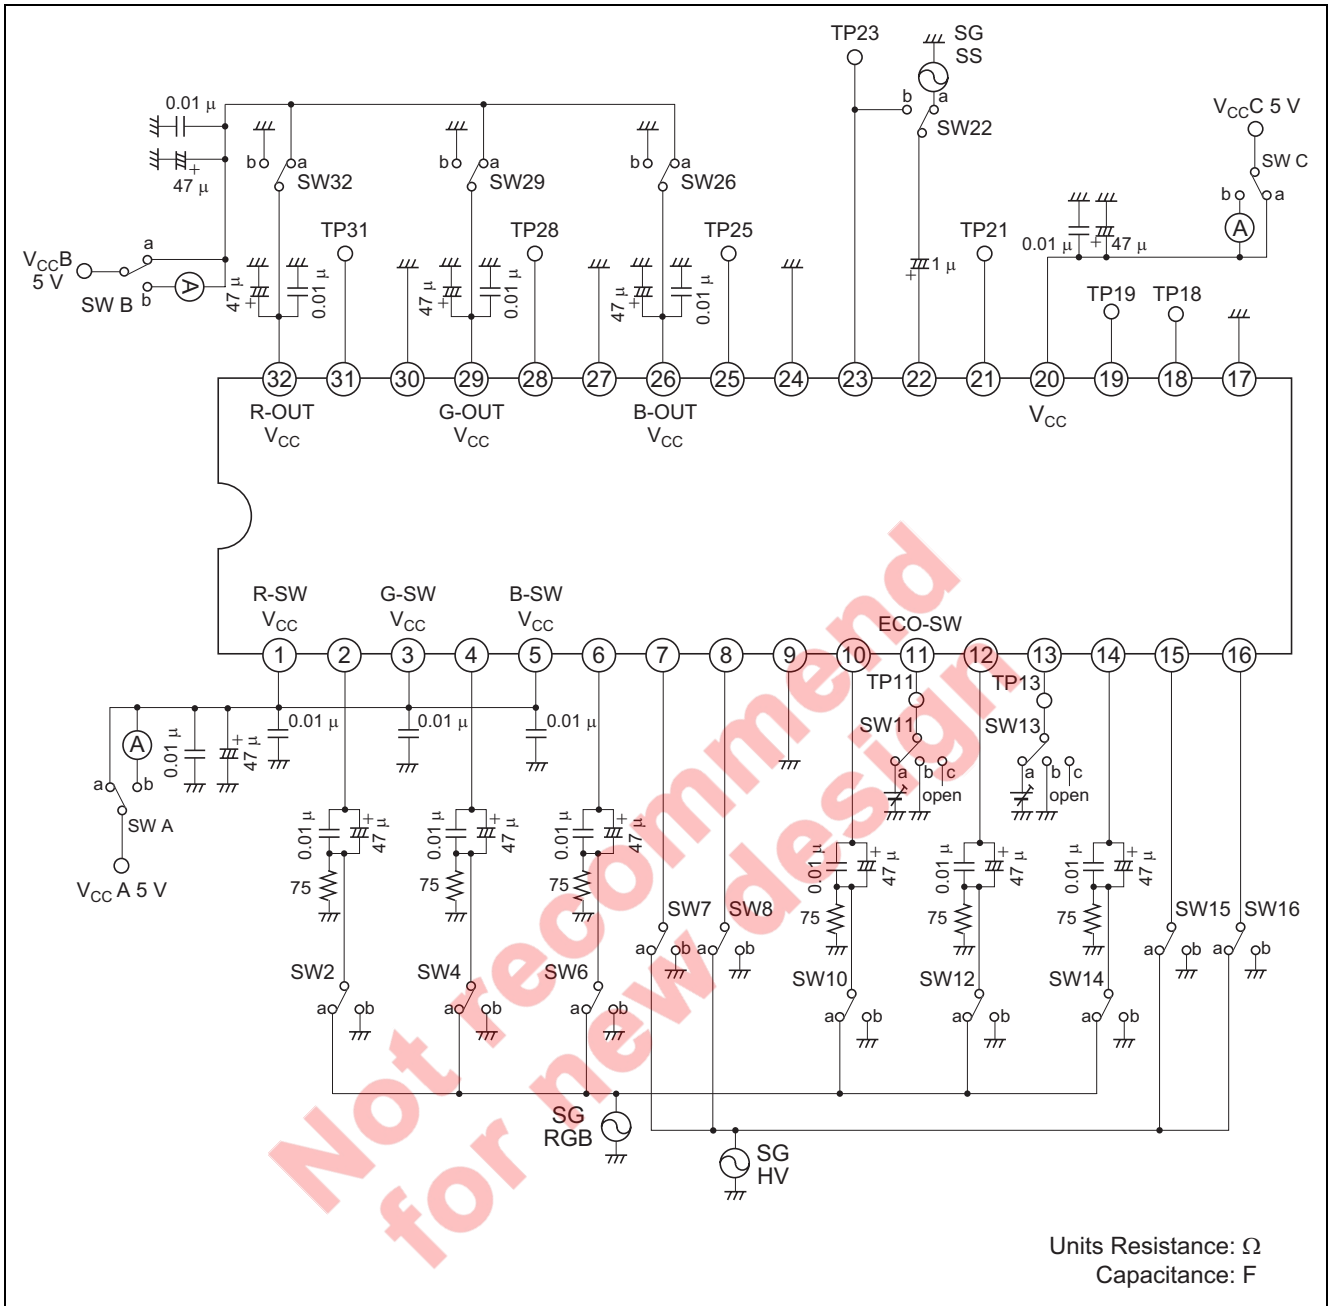 TP23
SG
SS
0.01 μ
b
a
SW22
VCCC 5 V
SW C
b
a
A
b
a
SW32
b
a
SW29
b
a
SW26
47 μ
+
TP31
TP28
TP25
TP21
0.01 μ
+
47 μ
VCCB
5 V
a
SW B
b
A
47 μ
+
0.01 μ
47 μ
+
0.01 μ
47 μ
+
0.01 μ
1 μ
+
TP19
TP18
32
31
30
29
28
27
26
25
24
23
22
21
20
19
18
17
R-OUT
VCC
G-OUT
VCC
B-OUT
VCC
VCC
R-SW
VCC
G-SW
VCC
B-SW
VCC
ECO-SW
1
2
3
4
5
6
7
8
9
10
11
12
13
14
15
16
TP11
TP13
A
0.01 μ
+
47 μ
0.01 μ
0.01 μ
0.01 μ
SW11
SW13
a
b
SW A
VCC A 5 V
a
b
c
open
a
b
c
open
0.01 μ
+
47 μ
0.01 μ
+
47 μ
0.01 μ
+
47 μ
0.01 μ
+
47 μ
0.01 μ
+
47 μ
0.01 μ
+
47 μ
75
75
75
75
75
75
SW7
a
b
SW8
a
b
SW15
a
b
SW16
a
b
SW2
a
b
SW4
a
b
SW6
a
b
SW10
a
b
SW12
a
b
SW14
a
b
SG
RGB
SG
HV
Not recommend
for new design
Units Resistance: Ω
Capacitance: F